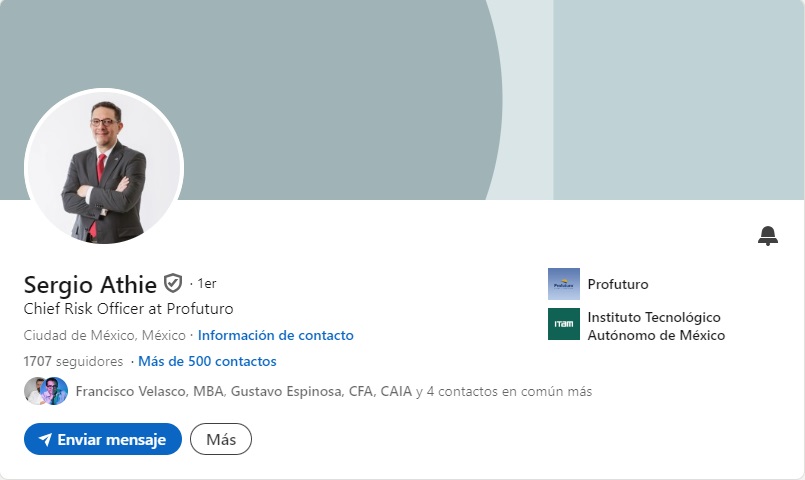 Sergio Athie · 1er
Chief Risk Officer at Profuturo
Ciudad de México, México · Información de contacto
1707 seguidores · Más de 500 contactos
Francisco Velasco, MBA, Gustavo Espinosa, CFA, CAIA y 4 contactos en común más
Enviar mensaje
Más
Profuturo
Profuturo
ITAM
Instituto Tecnológico
Autónomo de México